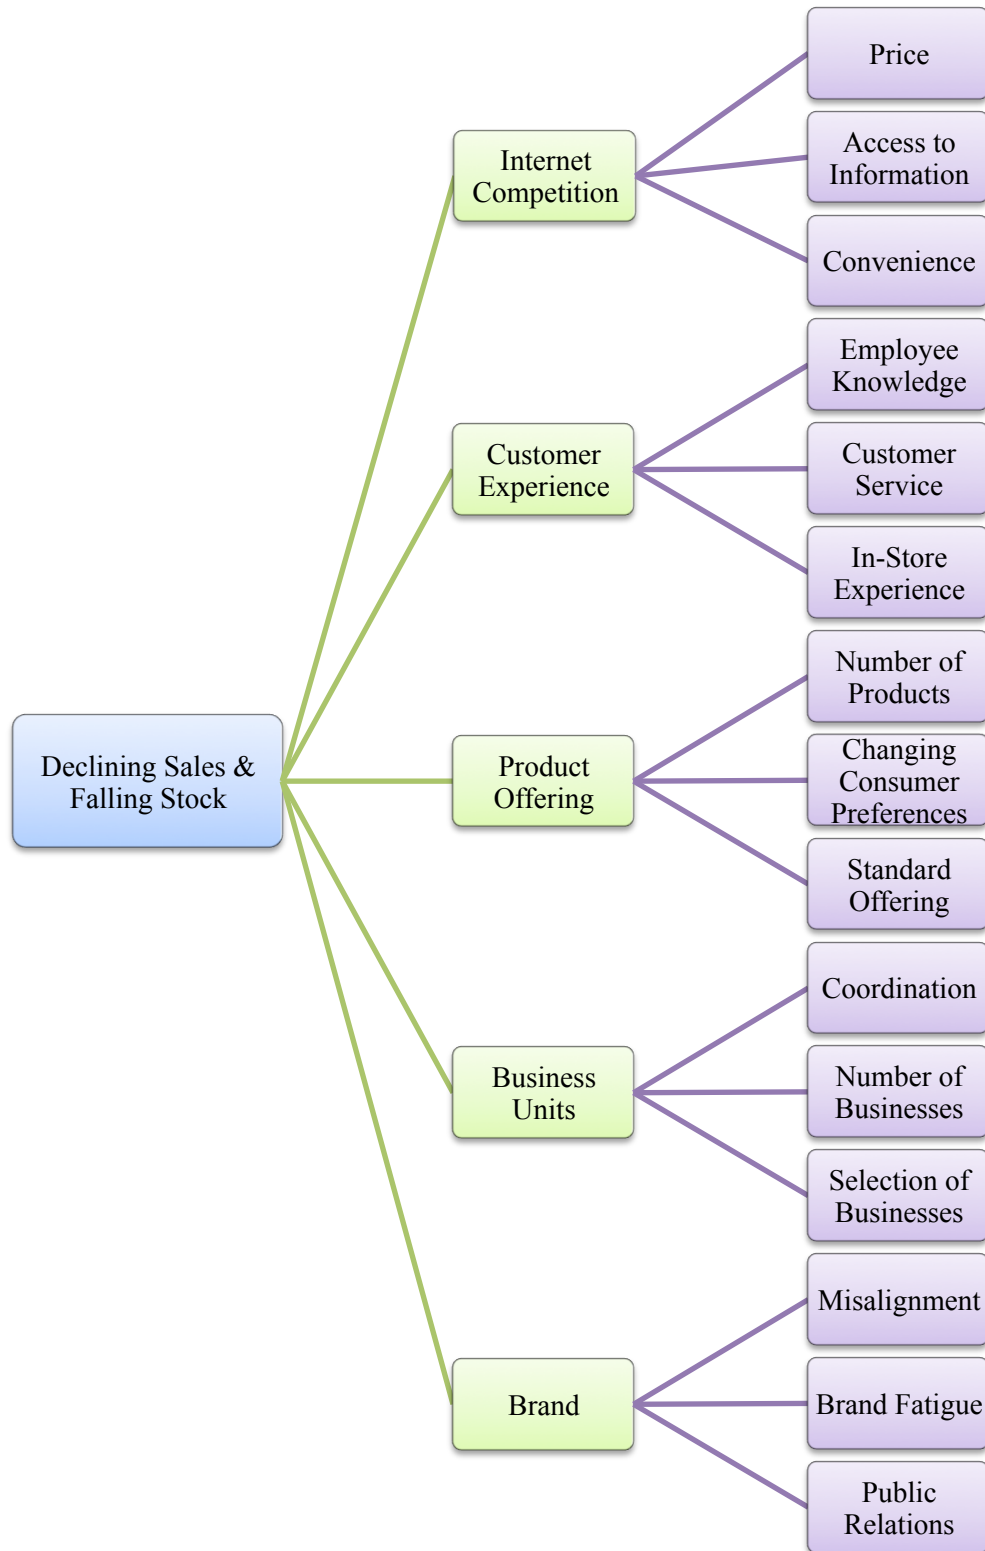 Price
Internet
Competition
Access to
Information
Convenience
Employee
Knowledge
Customer
Experience
Customer
Service
In-Store
Experience
Number of
Products
Declining Sales &
Falling Stock
Product
Offering
Changing
Consumer
Preferences
Standard
Offering
Coordination
Business
Units
Number of
Businesses
Selection of
Businesses
Misalignment
Brand
Brand Fatigue
Public
Relations